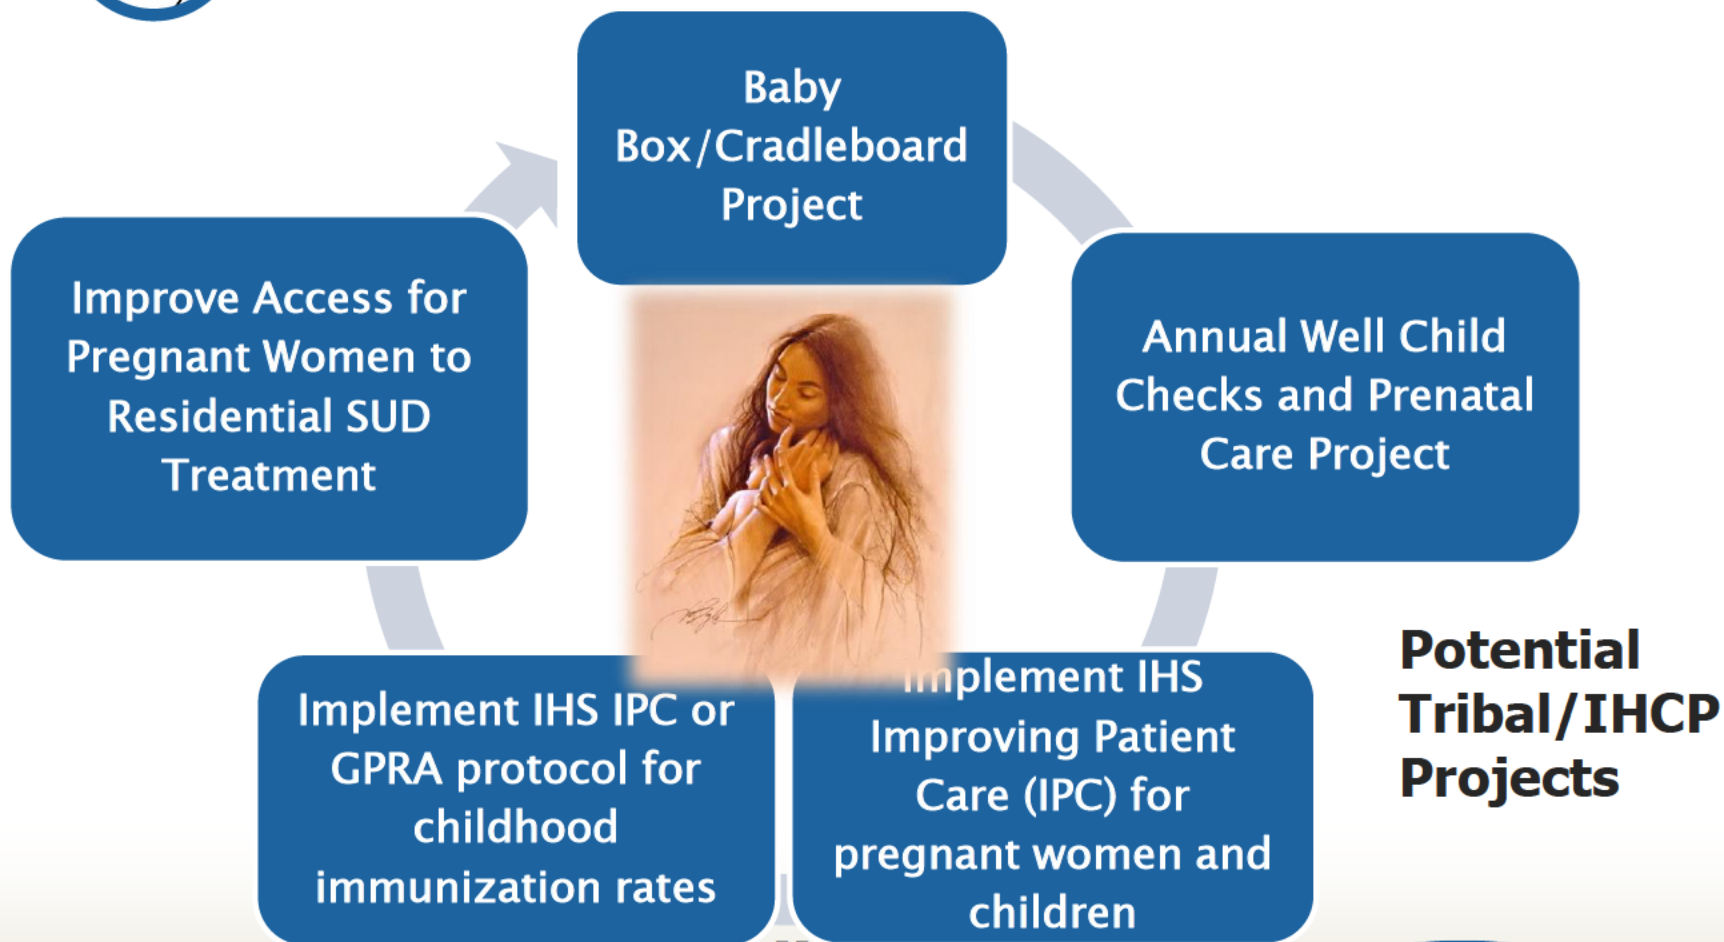 Baby
Box/Cradleboard
Project
Annual Well Child
Checks and Prenatal
Care Project
Implement IHS
Improving Patient
Care (IPC) for
pregnant women and
children
Implement IHS IPC or
GPRA protocol for
childhood
immunization rates
Improve Access for
Pregnant Women to
Residential SUD
Treatment
Potential
Tribal/IHCP
Projects